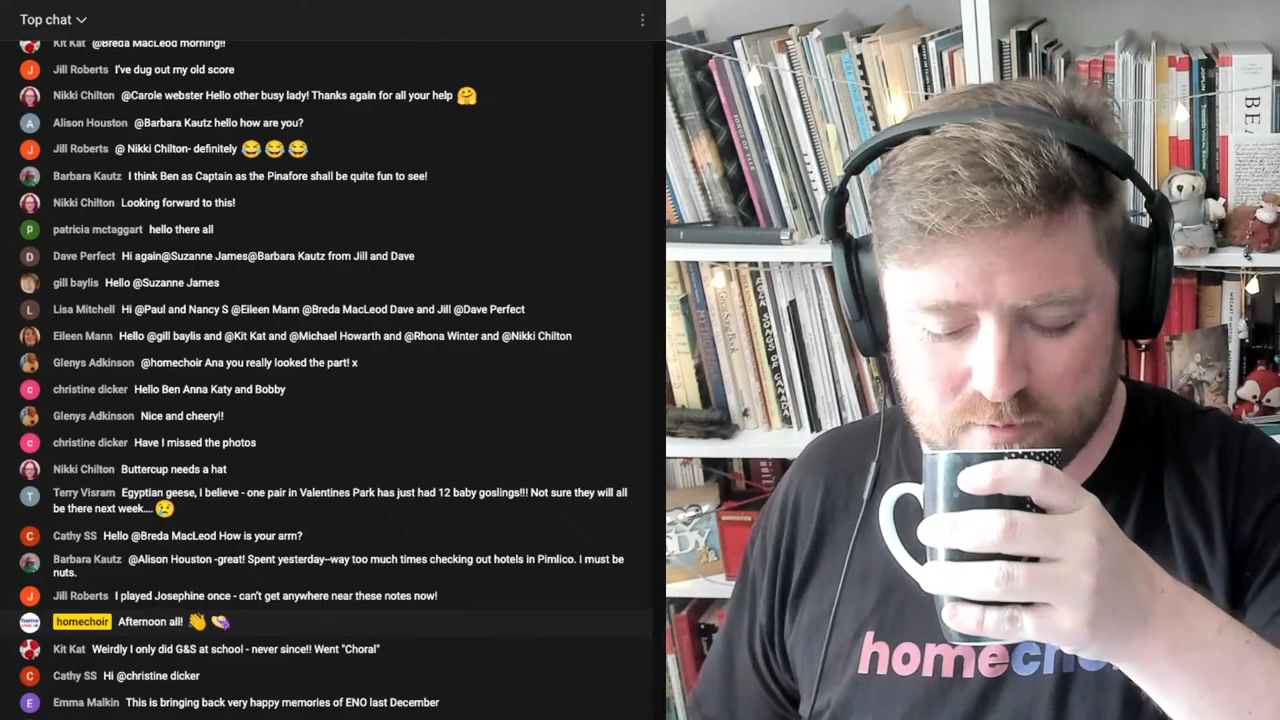 Top chat
Kit Kat @Breda MacLeod morning!!
Jill Roberts I've dug out my old score
Nikki Chilton @Carole webster Hello other busy lady! Thanks again for all your help 🤗
Alison Houston @Barbara Kautz hello how are you?
Jill Roberts @ Nikki Chilton- definitely 😂😂😂
Barbara Kautz I think Ben as Captain as the Pinafore shall be quite fun to see!
Nikki Chilton Looking forward to this!
patricia mctaggart hello there all
Dave Perfect Hi again@Suzanne James@Barbara Kautz from Jill and Dave
gill baylis Hello @Suzanne James
Lisa Mitchell Hi @Paul and Nancy S @Eileen Mann @Breda MacLeod Dave and Jill @Dave Perfect
Eileen Mann Hello @gill baylis and @Kit Kat and @Michael Howarth and @Rhona Winter and @Nikki Chilton
Glenys Adkinson @homechoir Ana you really looked the part! x
christine dicker Hello Ben Anna Katy and Bobby
Glenys Adkinson Nice and cheery!!
christine dicker Have I missed the photos
Nikki Chilton Buttercup needs a hat
Terry Visram Egyptian geese, I believe - one pair in Valentines Park has just had 12 baby goslings!!! Not sure they will all
be there next week.... 😢
Cathy SS Hello @Breda MacLeod How is your arm?
Barbara Kautz @Alison Houston -great! Spent yesterday--way too much times checking out hotels in Pimlico. I must be
nuts.
Jill Roberts I played Josephine once - can't get anywhere near these notes now!
homechoir Afternoon all! 👋 👒
Kit Kat Weirdly I only did G&S at school - never since!! Went "Choral"
Cathy SS Hi @christine dicker
Emma Malkin This is bringing back very happy memories of ENO last December
SONGS OF CANADA
homecho